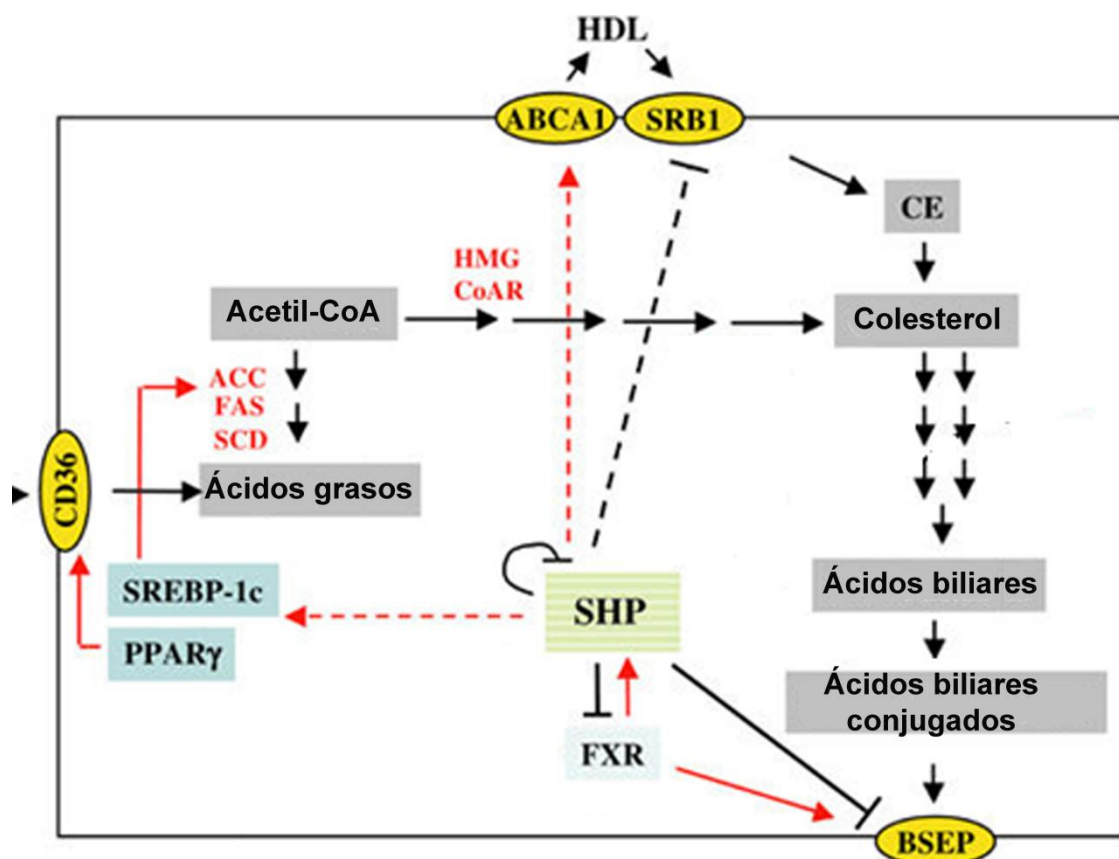 HDL
ABCA1
SRB1
CE
HMG
CoAR
Acetil-CoA
Colesterol
ACC
FAS
SCD
CD36
Ácidos grasos
SREBP-1c
SHP
Ácidos biliares
PPARγ
Ácidos biliares
conjugados
FXR
BSEP